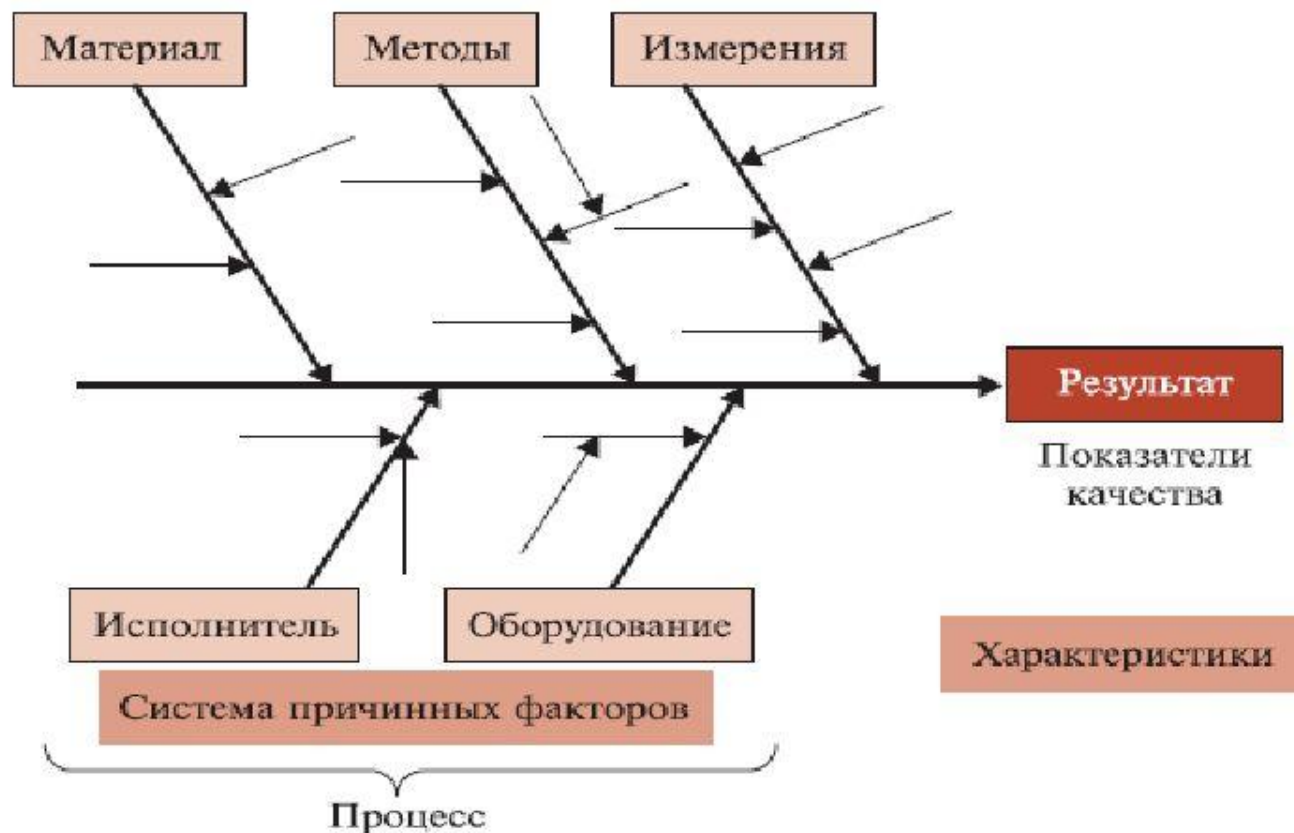 Материал
Методы
Измерения
Результат
Показатели
качества
Исполнитель
Оборудование
Характеристики
Система причинных факторов
Процесс